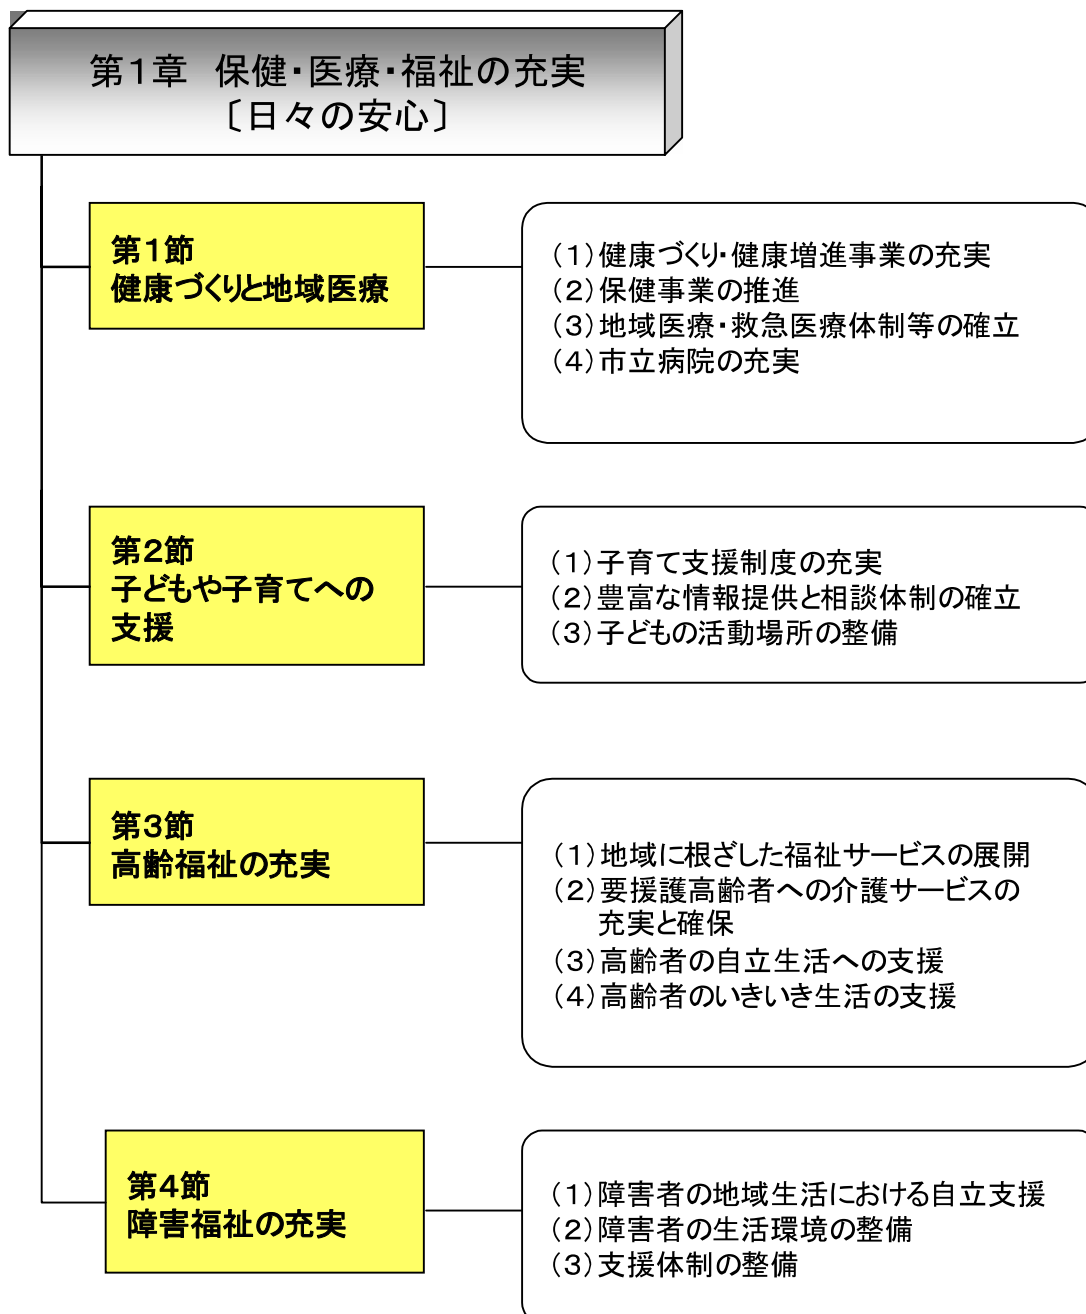 第1章　保健・医療・福祉の充実
〔日々の安心〕
第1節
健康づくりと地域医療
（1）健康づくり・健康増進事業の充実
（2）保健事業の推進
（3）地域医療・救急医療体制等の確立
（4）市立病院の充実
第2節
子どもや子育てへの
支援
（1）子育て支援制度の充実
（2）豊富な情報提供と相談体制の確立
（3）子どもの活動場所の整備
第3節
高齢福祉の充実
（1）地域に根ざした福祉サービスの展開
（2）要援護高齢者への介護サービスの
充実と確保
（3）高齢者の自立生活への支援
（4）高齢者のいきいき生活の支援
第4節
障害福祉の充実
（1）障害者の地域生活における自立支援
（2）障害者の生活環境の整備
（3）支援体制の整備